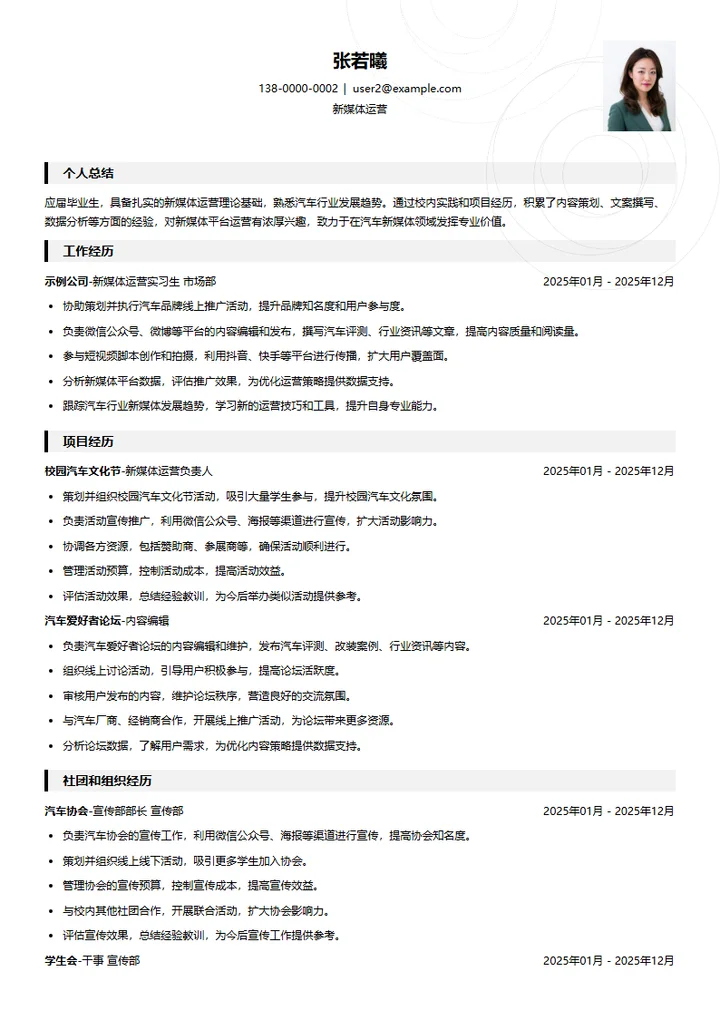 张若曦
138-0000-0002 | user2@example.com
新媒体运营
个人总结
应届毕业生，具备扎实的新媒体运营理论基础，熟悉汽车行业发展趋势。通过校内实践和项目经历，积累了内容策划、文案撰写、
数据分析等方面的经验，对新媒体平台运营有浓厚兴趣，致力于在汽车新媒体领域发挥专业价值。
工作经历
示例公司-新媒体运营实习生 市场部 2025年01月 - 2025年12月
• 协助策划并执行汽车品牌线上推广活动，提升品牌知名度和用户参与度。
• 负责微信公众号、微博等平台的内容编辑和发布，撰写汽车评测、行业资讯等文章，提高内容质量和阅读量。
• 参与短视频脚本创作和拍摄，利用抖音、快手等平台进行传播，扩大用户覆盖面。
• 分析新媒体平台数据，评估推广效果，为优化运营策略提供数据支持。
• 跟踪汽车行业新媒体发展趋势，学习新的运营技巧和工具，提升自身专业能力。
项目经历
校园汽车文化节-新媒体运营负责人 2025年01月 - 2025年12月
• 策划并组织校园汽车文化节活动，吸引大量学生参与，提升校园汽车文化氛围。
• 负责活动宣传推广，利用微信公众号、海报等渠道进行宣传，扩大活动影响力。
• 协调各方资源，包括赞助商、参展商等，确保活动顺利进行。
• 管理活动预算，控制活动成本，提高活动效益。
• 评估活动效果，总结经验教训，为今后举办类似活动提供参考。
汽车爱好者论坛-内容编辑 2025年01月 - 2025年12月
• 负责汽车爱好者论坛的内容编辑和维护，发布汽车评测、改装案例、行业资讯等内容。
• 组织线上讨论活动，引导用户积极参与，提高论坛活跃度。
• 审核用户发布的内容，维护论坛秩序，营造良好的交流氛围。
• 与汽车厂商、经销商合作，开展线上推广活动，为论坛带来更多资源。
• 分析论坛数据，了解用户需求，为优化内容策略提供数据支持。
社团和组织经历
汽车协会-宣传部部长 宣传部 2025年01月 - 2025年12月
• 负责汽车协会的宣传工作，利用微信公众号、海报等渠道进行宣传，提高协会知名度。
• 策划并组织线上线下活动，吸引更多学生加入协会。
• 管理协会的宣传预算，控制宣传成本，提高宣传效益。
• 与校内其他社团合作，开展联合活动，扩大协会影响力。
• 评估宣传效果，总结经验教训，为今后宣传工作提供参考。
学生会-干事 宣传部 2025年01月 - 2025年12月